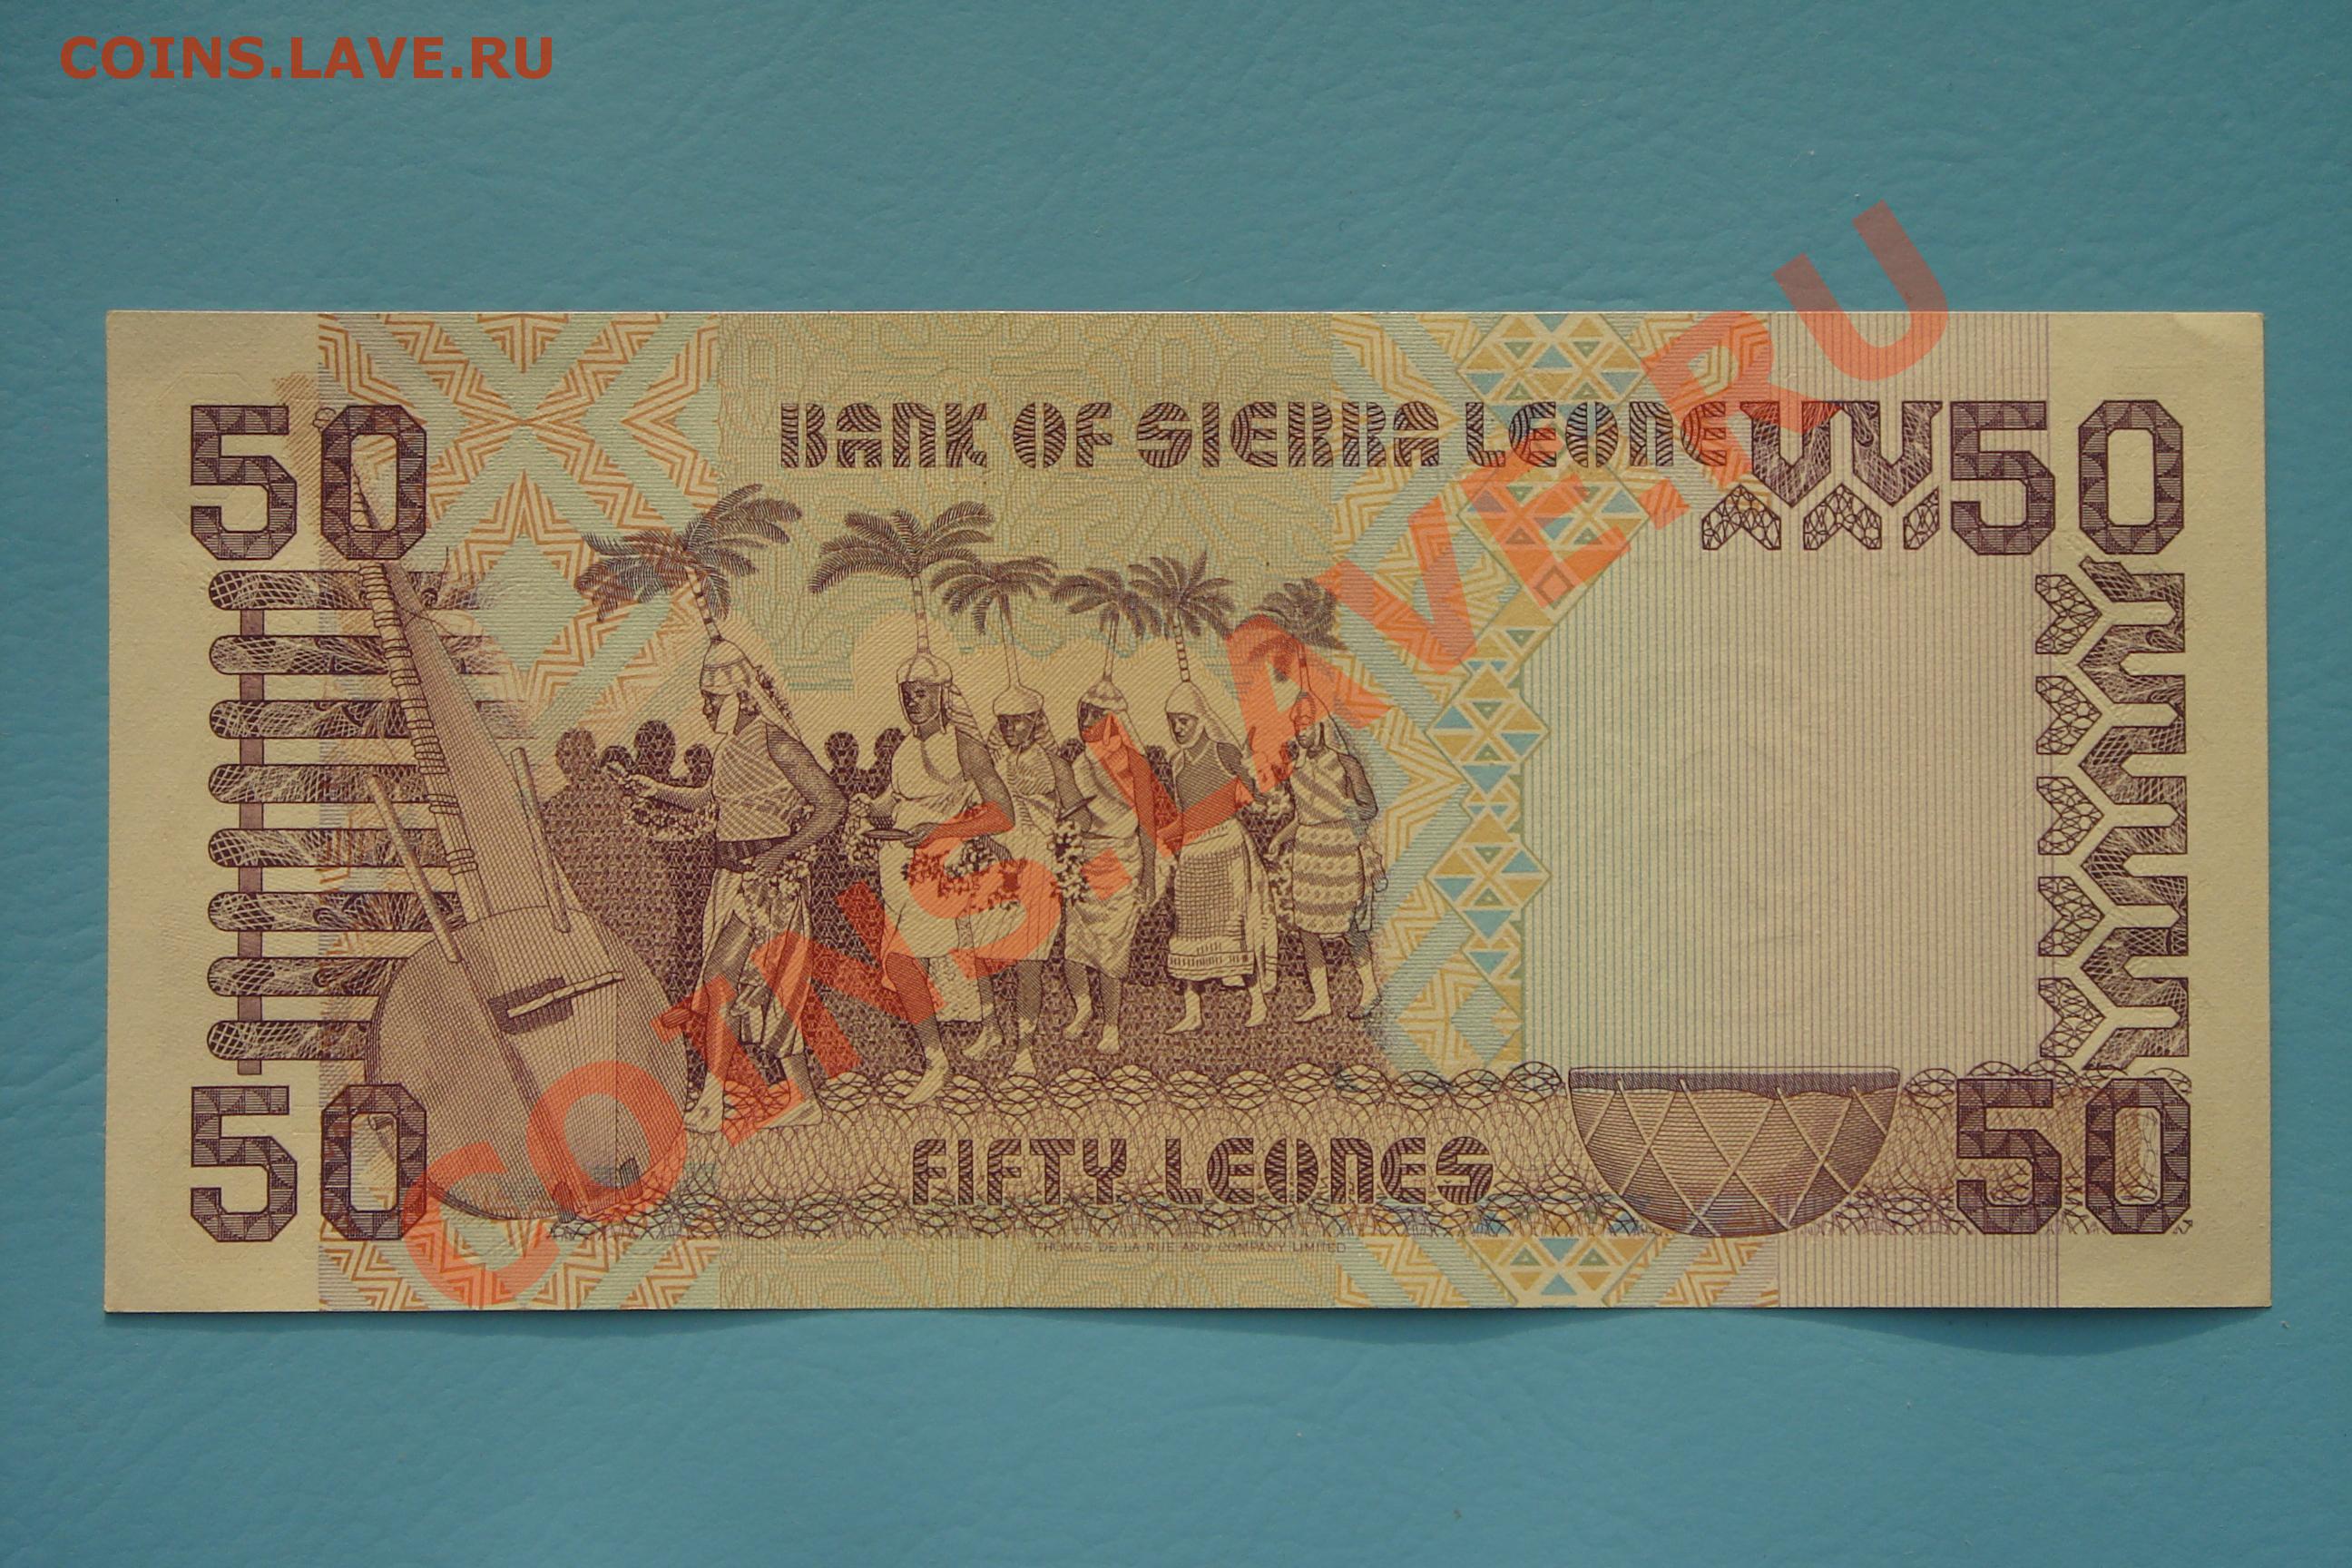 COINS.LAVE.RU
COINS.LAVE.RU
50
BANK OF SIERRA LEONE
50
50
FIFTY LEONES
50
THOMAS DE LA RUE AND COMPANY LIMITED